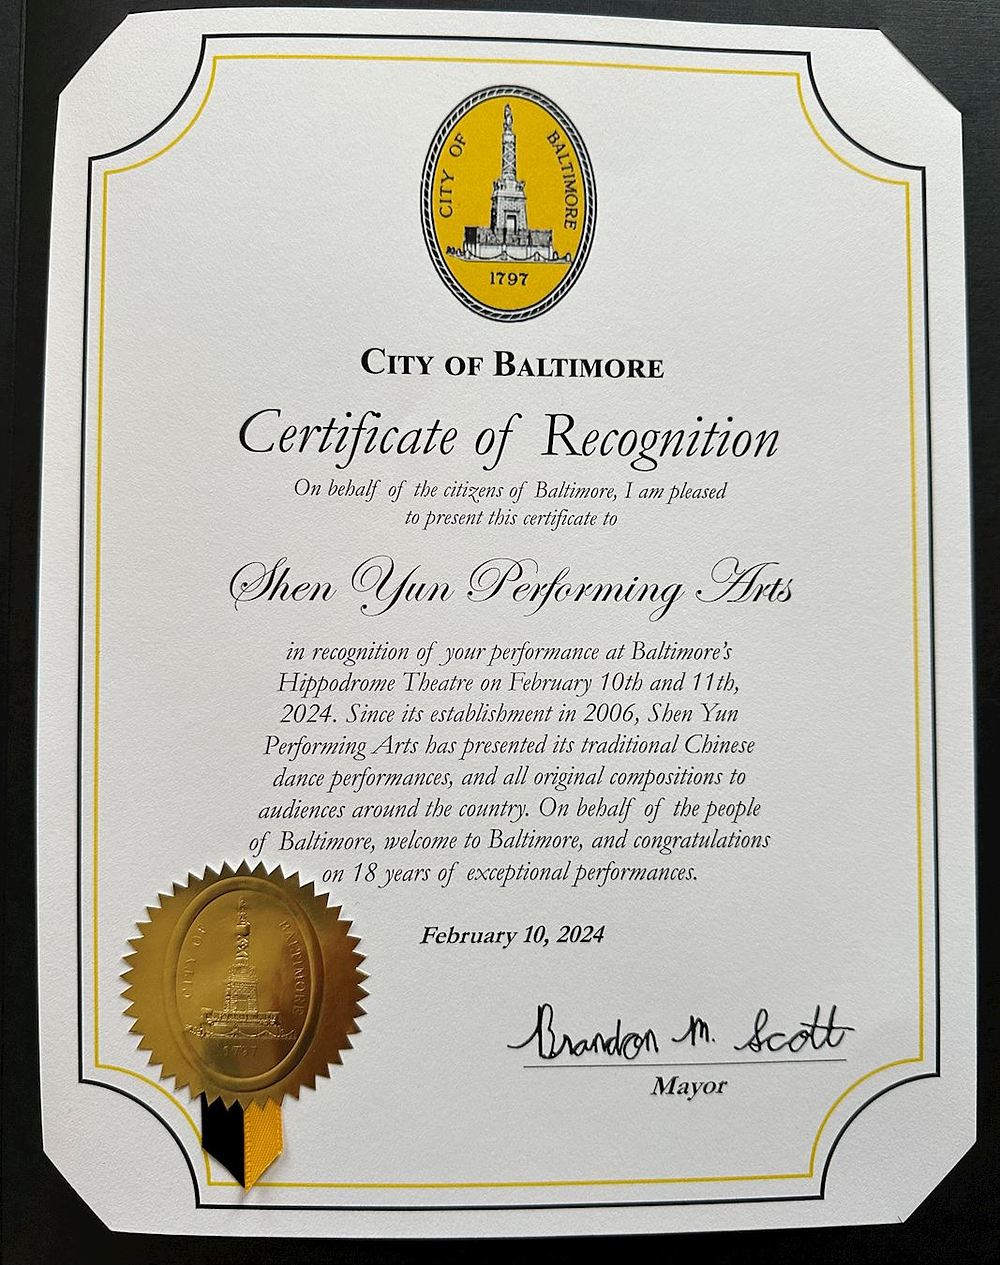 CITY OF BALTIMORE
1797
CITY OF BALTIMORE
Certificate of Recognition
On behalf of the citizens of Baltimore, I am pleased
to present this certificate to
Shen Yun Performing Arts
in recognition of your performance at Baltimore's
Hippodrome Theatre on February 10th and 11th,
2024. Since its establishment in 2006, Shen Yun
Performing Arts has presented its traditional Chinese
dance performances, and all original compositions to
audiences around the country. On behalf of the people
of Baltimore, welcome to Baltimore, and congratulations
on 18 years of exceptional performances.
February 10, 2024
CITY OF BALTIMORE
1797
Brandon M. Scott
Mayor